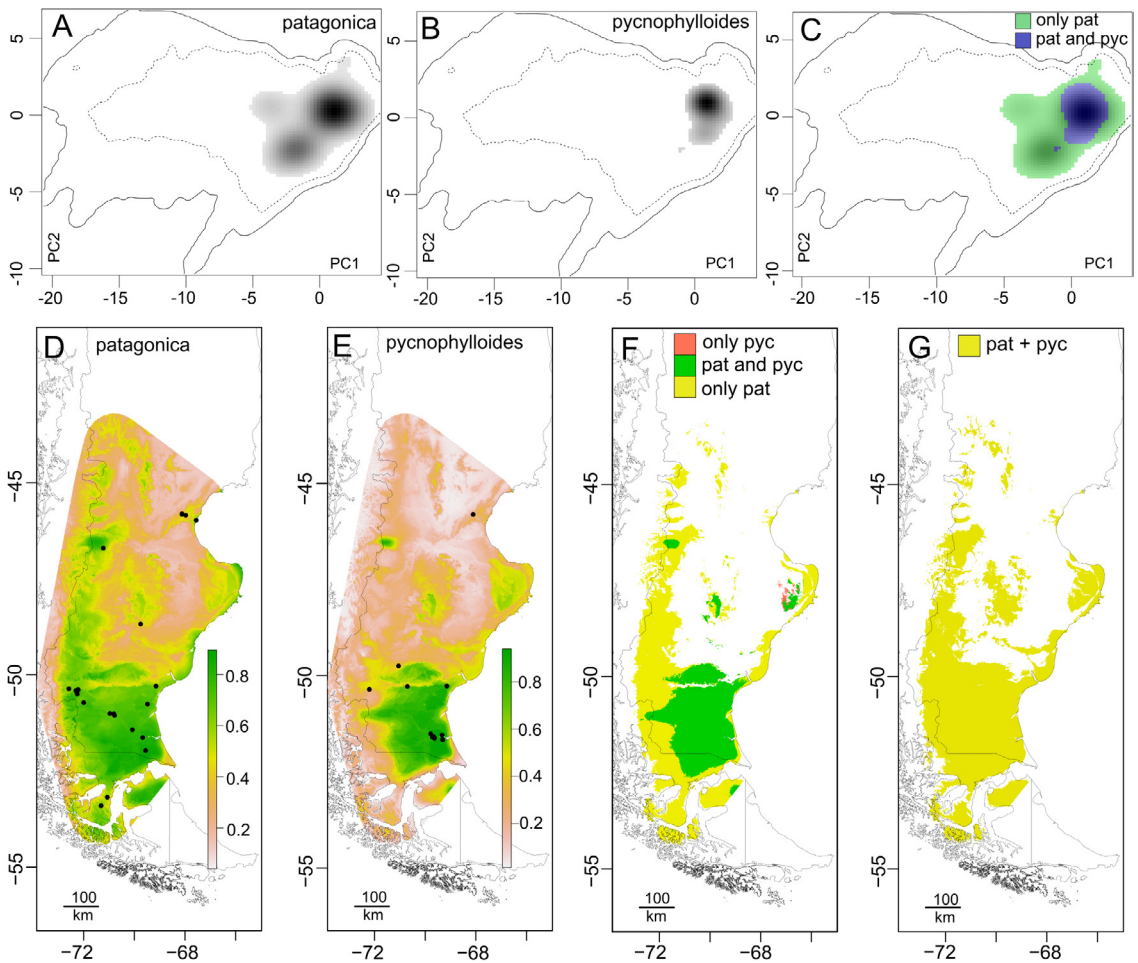 A patagonica
5
0
-5
-10
PC2
PC1
-20 -15 -10 -5 0
B pycnophylloides
5
0
-5
-10
PC2
PC1
-20 -15 -10 -5 0
C only pat
pat and pyc
5
0
-5
-10
PC2
PC1
-20 -15 -10 -5 0
D patagonica
−45
−50
−55
0.8
0.6
0.4
0.2
100
km
−72 −68
E pycnophylloides
−45
−50
−55
0.8
0.6
0.4
0.2
100
km
−72 −68
F only pyc
pat and pyc
only pat
−45
−50
−55
100
km
−72 −68
G pat + pyc
−45
−50
−55
100
km
−72 −68